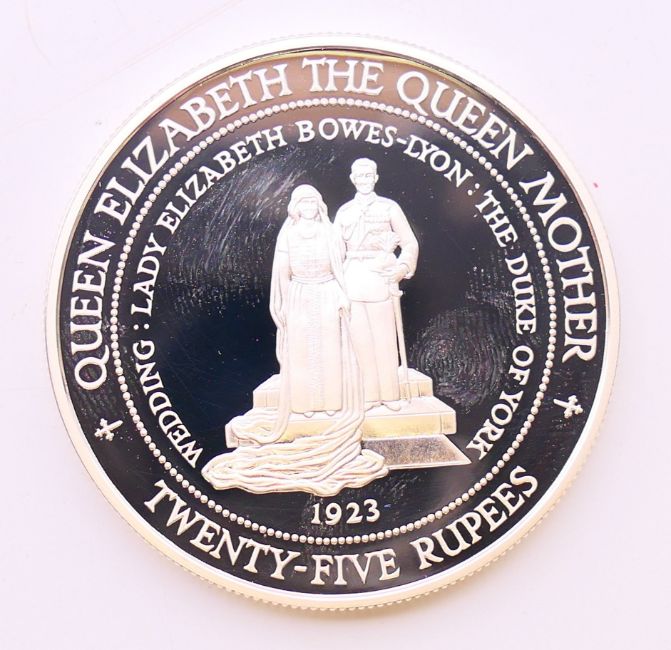 QUEEN ELIZABETH THE QUEEN MOTHER
WEDDING : LADY ELIZABETH BOWES-LYON : THE DUKE OF YORK
1923
TWENTY-FIVE RUPEES